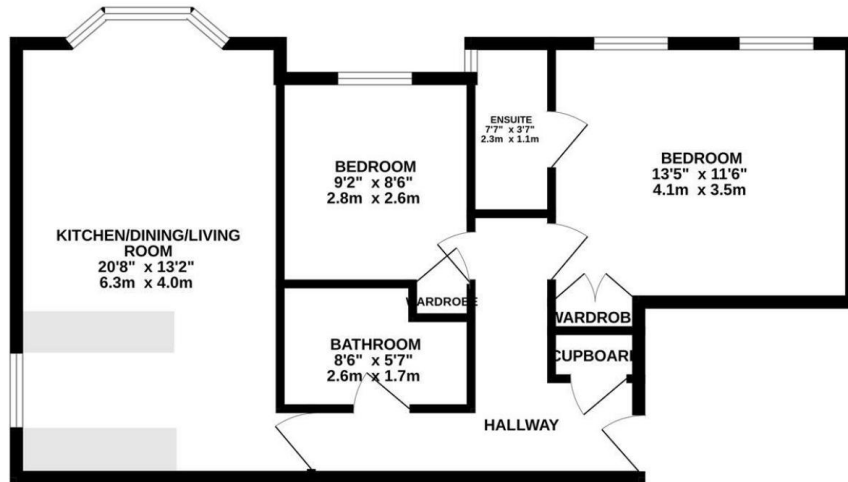 ENSUITE
7'7" x 3'7"
2.3m x 1.1m
BEDROOM
9'2" x 8'6"
2.8m x 2.6m
BEDROOM
13'5" x 11'6"
4.1m x 3.5m
KITCHEN/DINING/LIVING
ROOM
20'8" x 13'2"
6.3m x 4.0m
WARDROBE
WARDROBE
BATHROOM
8'6" x 5'7"
2.6m x 1.7m
CUPBOARD
HALLWAY